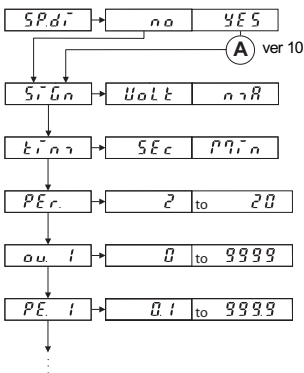 SP.di no YES
A ver 10
SiGn VoLt mA
tim SEc Min
PEr. 2 to 20
ou. 1 0 to 9999
PE. 1 0.1 to 999.9